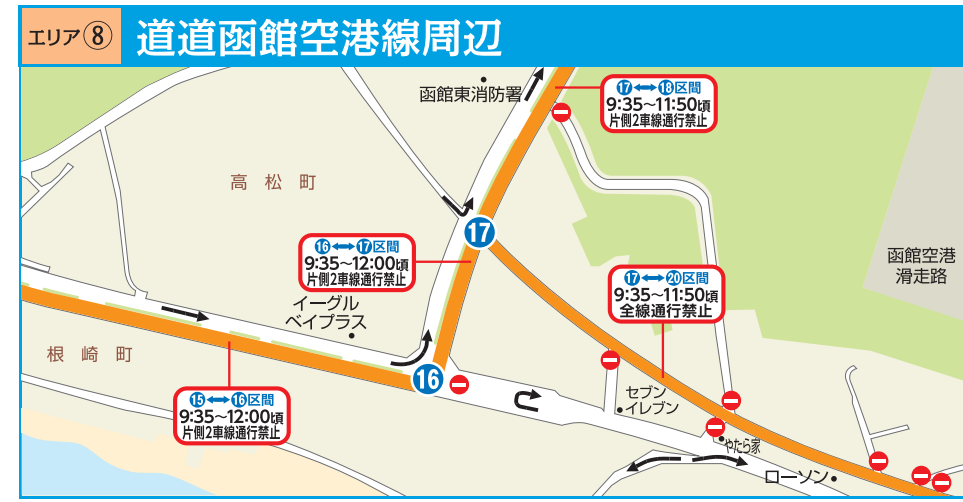 エリア⑧
道道函館空港線周辺
函館東消防署
⑰⟷⑱区間
9:35~11:50頃
片側2車線通行禁止
高松町
⑰
函館空港
滑走路
⑯⟷⑰区間
9:35~12:00頃
片側2車線通行禁止
⑰⟷⑳区間
9:35~11:50頃
全線通行禁止
イーグル
ベイプラス
根崎町
⑯
⑮⟷⑯区間
9:35~12:00頃
片側2車線通行禁止
セブン
イレブン
やたら家
ローソン